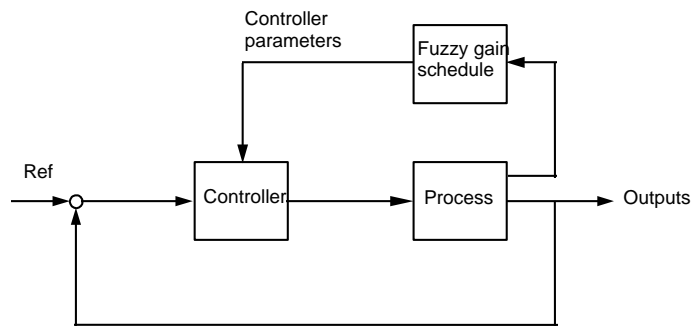 Controller
parameters
Fuzzy gain
schedule
Ref
Controller
Process
Outputs